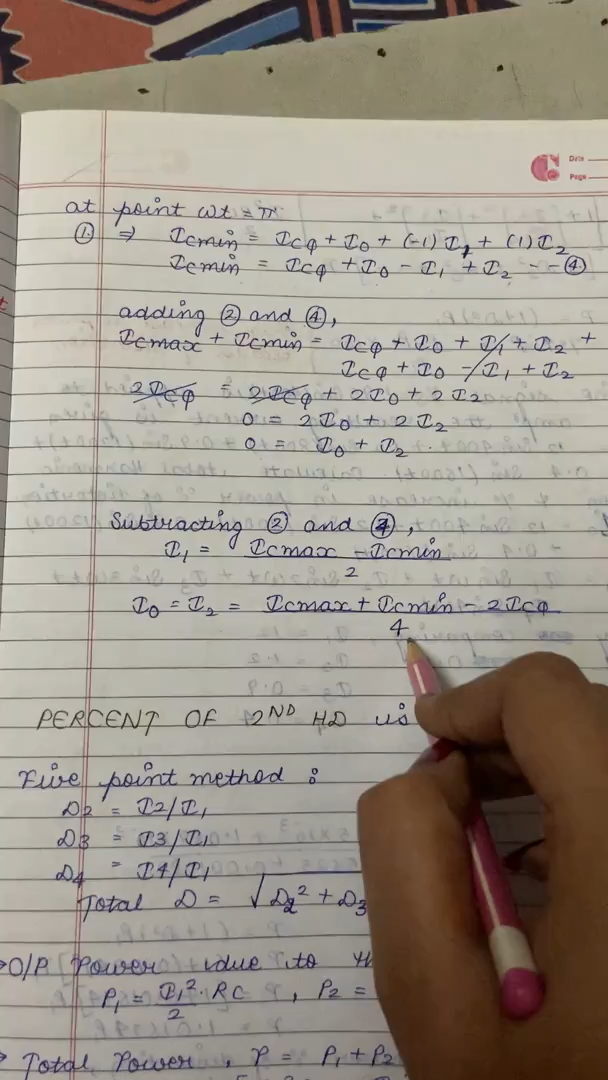 Date
Page
at point ωt = π
① ⇒ Icmin = ICQ + I0 + (-1) I1 + (1) I2
Icmin = ICQ + I0 - I1 + I2 -- ④
adding ② and ④,
Icmax + Icmin = ICQ + I0 + I1 + I2 +
ICQ + I0 - I1 + I2
2ICQ = 2ICQ + 2I0 + 2I2
0 = 2I0 + 2I2
0 = I0 + I2.
Subtracting ② and ④,
I1 = Icmax - Icmin
2
I0 = I2 = Icmax + Icmin - 2ICQ
4
PERCENT OF 2ND HD is
Five point method :
D2 = I2/I1
D3 = I3/I1
D4 = I4/I1
Total D = √D2² + D3
→ O/P Power due to H
P1 = I1² · RC , P2 =
2
→ Total Power, P = P1 + P2